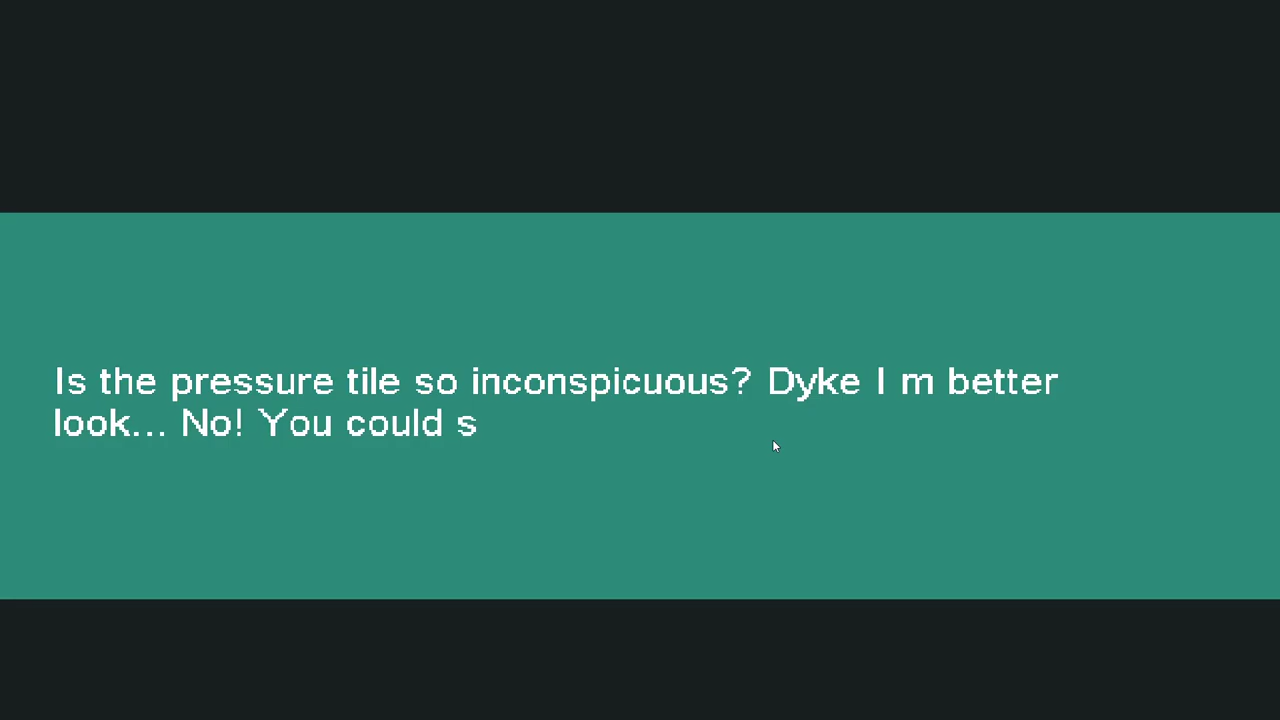 Is the pressure tile so inconspicuous? Dyke I m better
look... No! You could s